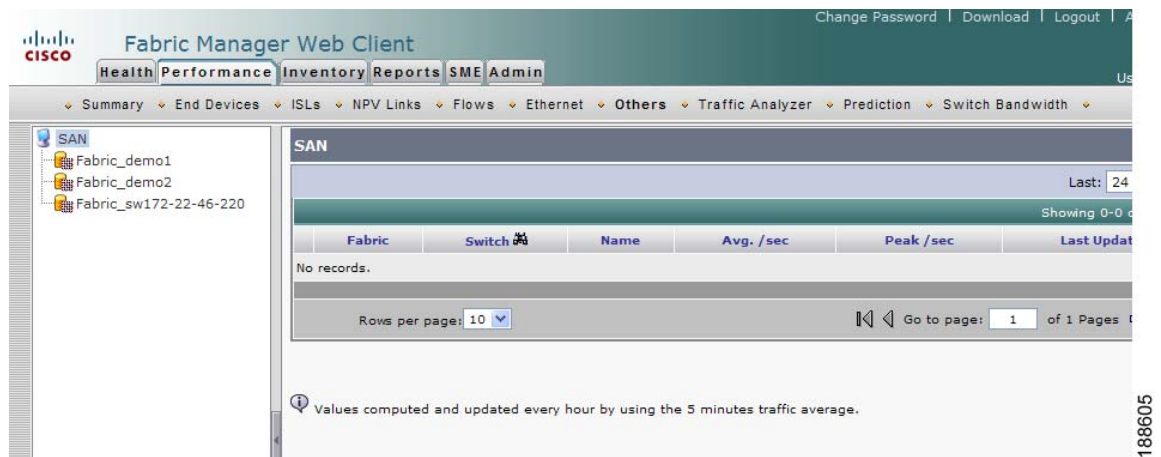 Change Password | Download | Logout |
CISCO
Fabric Manager Web Client
Health Performance Inventory Reports SME Admin
Summary End Devices ISLs NPV Links Flows Ethernet Others Traffic Analyzer Prediction Switch Bandwidth
SAN
Fabric_demo1
Fabric_demo2
Fabric_sw172-22-46-220
SAN
Last: 24
Showing 0-0
Fabric Switch Name Avg. /sec Peak /sec Last Updat
No records.
Rows per page: 10 Go to page: 1 of 1 Pages
Values computed and updated every hour by using the 5 minutes traffic average.
188605